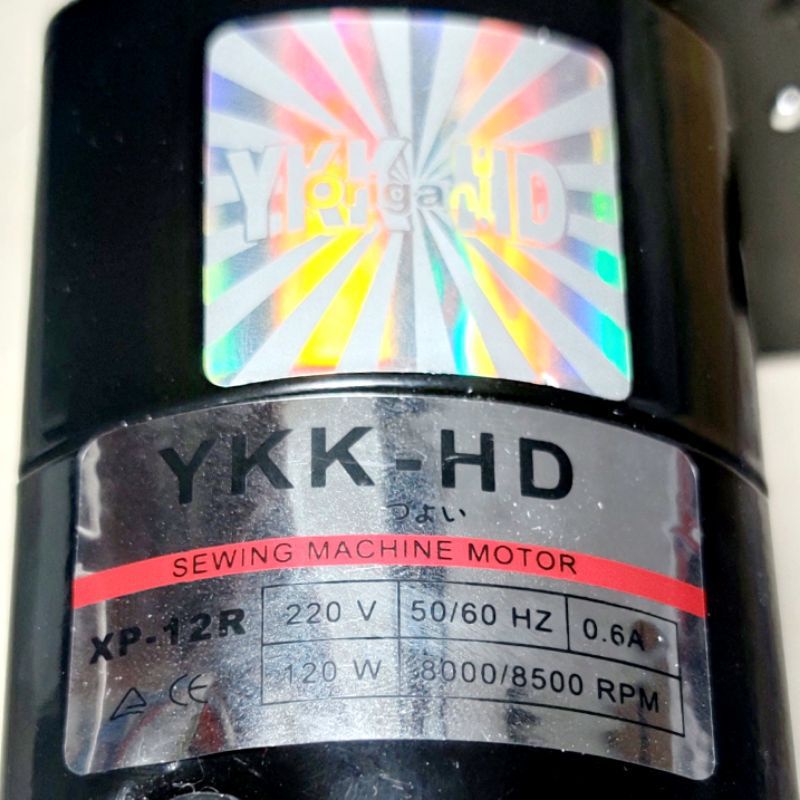 YKK-HD
YKK-HD
つよい
SEWING MACHINE MOTOR
XP-12R
220 V 50/60 HZ 0.6A
120 W 8000/8500 RPM
CE